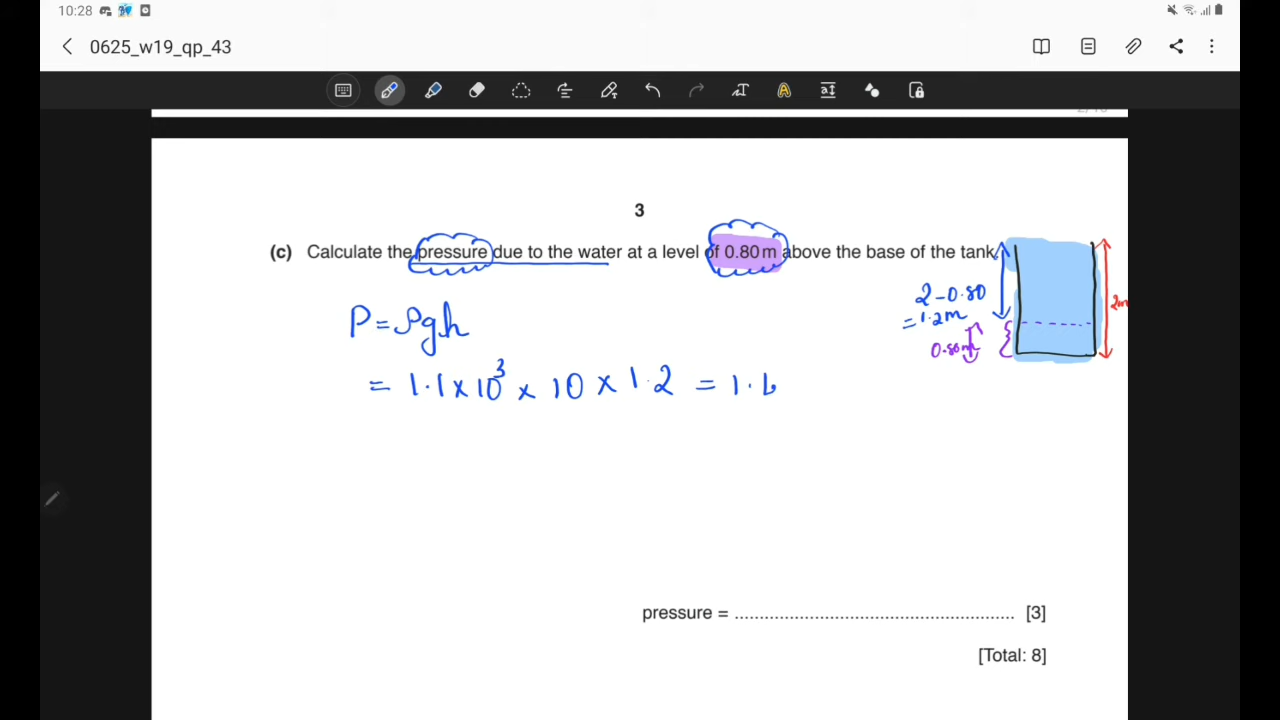 10:28
0625_w19_qp_43
3
(c) Calculate the pressure due to the water at a level of 0.80 m above the base of the tank.
2-0.80
= 1.2m
0.80m
2m
P = ρgh
= 1.1 x 10³ x 10 x 1.2 = 1.
pressure = ........................................................ [3]
[Total: 8]